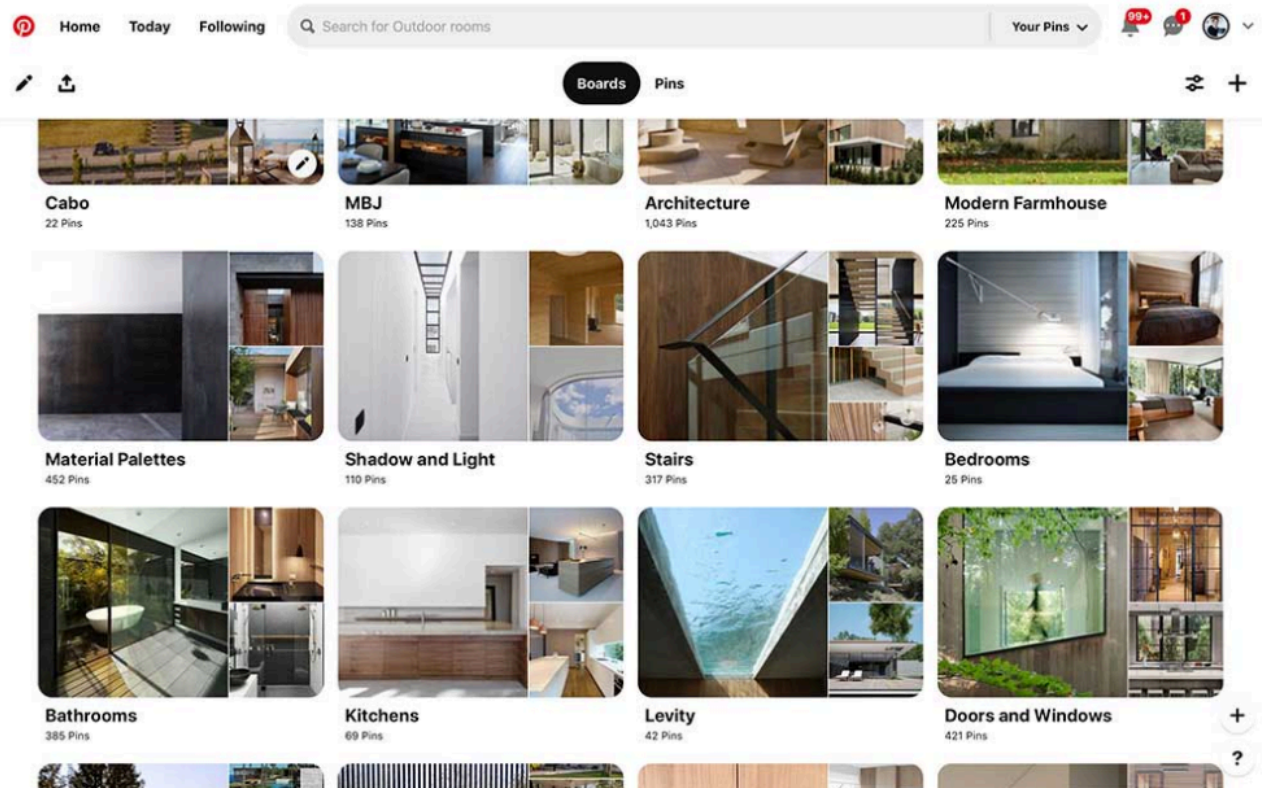 Home Today Following Search for Outdoor rooms Your Pins 99+ 1
Boards Pins
Cabo MBJ Architecture Modern Farmhouse
22 Pins 138 Pins 1,043 Pins 225 Pins
Material Palettes Shadow and Light Stairs Bedrooms
452 Pins 110 Pins 317 Pins 25 Pins
Bathrooms Kitchens Levity Doors and Windows
385 Pins 69 Pins 42 Pins 421 Pins
?